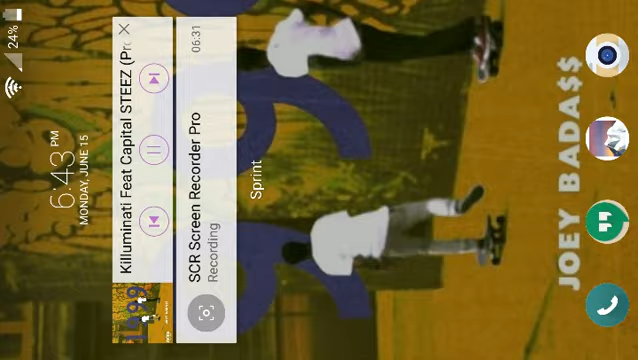 24%
6:43 PM
MONDAY, JUNE 15
Killuminati Feat Capital STEEZ (Pr
SCR Screen Recorder Pro
06:31
Recording
Sprint
1999
JOEY BADA$$